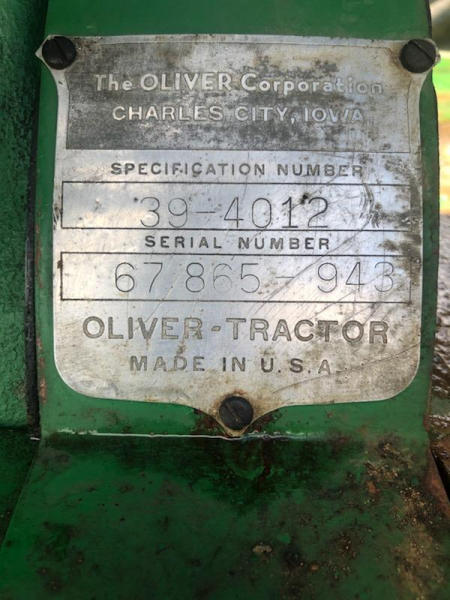 The OLIVER Corporation
CHARLES CITY, IOWA
SPECIFICATION NUMBER
39-4012
SERIAL NUMBER
67 865 943
OLIVER-TRACTOR
MADE IN U.S.A